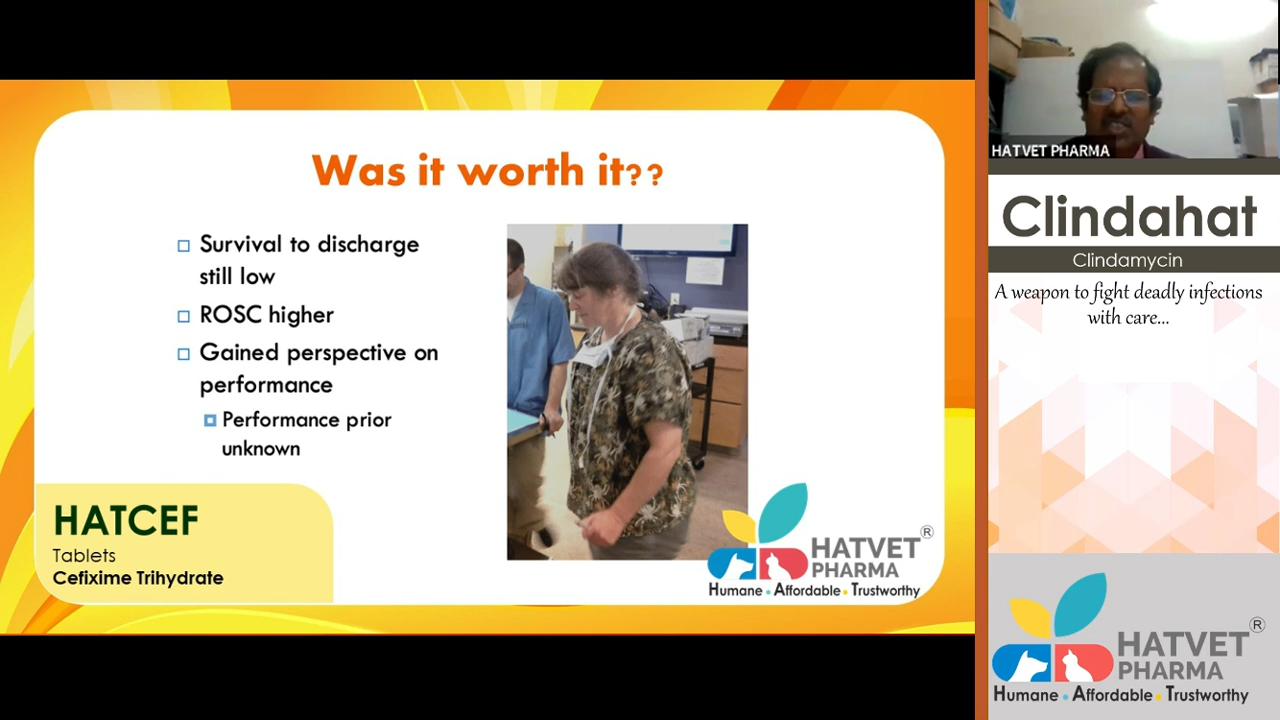 Was it worth it??
Survival to discharge
still low
ROSC higher
Gained perspective on
performance
Performance prior
unknown
HATCEF
Tablets
Cefixime Trihydrate
HATVET
PHARMA
R
Humane • Affordable • Trustworthy
HATVET PHARMA
Clindahat
Clindamycin
A weapon to fight deadly infections
with care...
HATVET
PHARMA
R
Humane • Affordable • Trustworthy